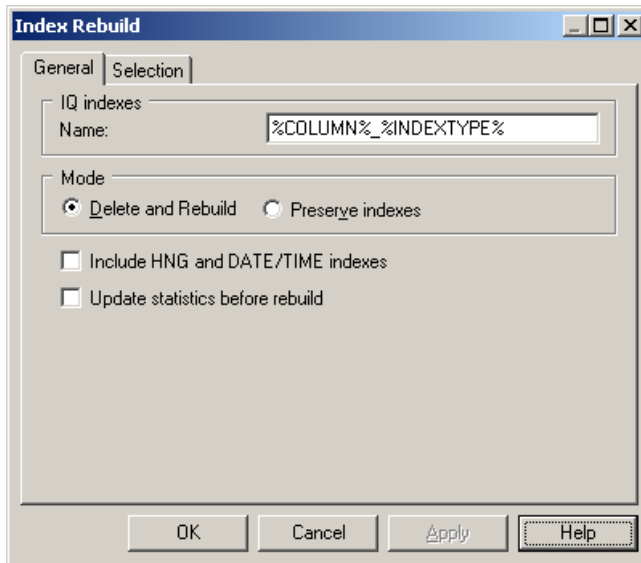 Index Rebuild
General Selection
IQ indexes
Name: %COLUMN%_%INDEXTYPE%
Mode
Delete and Rebuild Preserve indexes
Include HNG and DATE/TIME indexes
Update statistics before rebuild
OK Cancel Apply Help